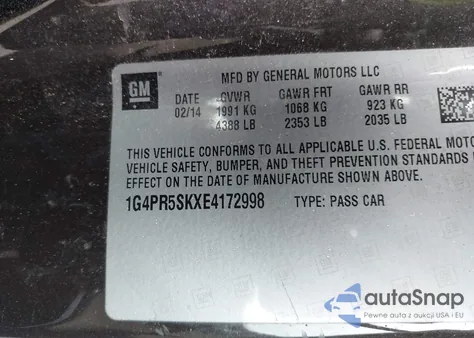 MFD BY GENERAL MOTORS LLC
GM
DATE GVWR GAWR FRT GAWR RR
02/14 1991 KG 1068 KG 923 KG
4388 LB 2353 LB 2035 LB
THIS VEHICLE CONFORMS TO ALL APPLICABLE U.S. FEDERAL MOTO
VEHICLE SAFETY, BUMPER, AND THEFT PREVENTION STANDARDS
EFFECT ON THE DATE OF MANUFACTURE SHOWN ABOVE.
1G4PR5SKXE4172998 TYPE: PASS CAR
autoSnap
Pewne auta z aukcji USA i EU